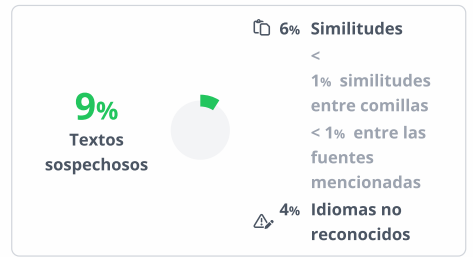 9%
Textos
sospechosos
6% Similitudes
<
1% similitudes
entre comillas
< 1% entre las
fuentes
mencionadas
4% Idiomas no
reconocidos